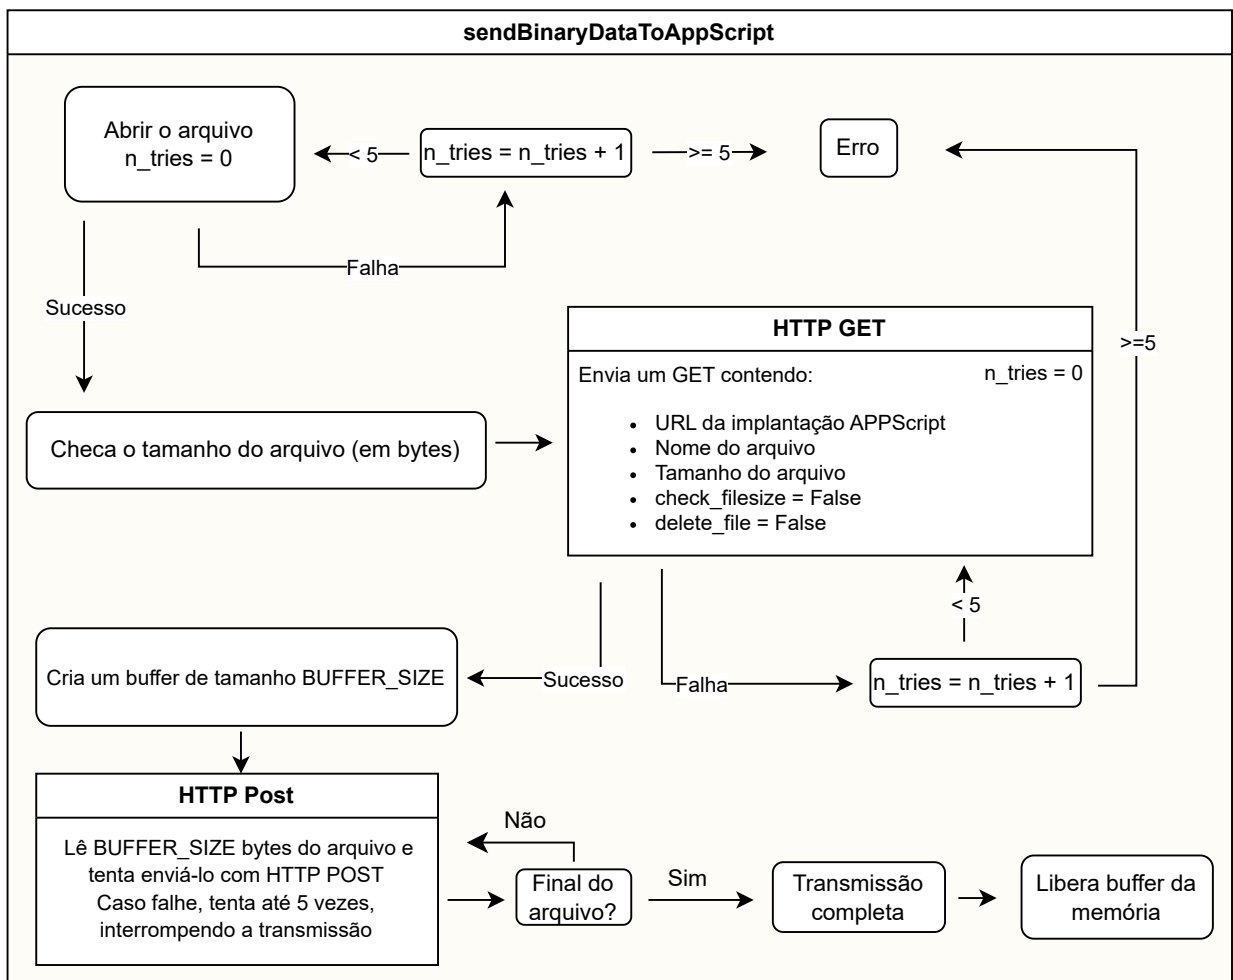 sendBinaryDataToAppScript
Abrir o arquivo
n_tries = 0
< 5
n_tries = n_tries + 1
>= 5
Erro
Falha
Sucesso
>=5
HTTP GET
Envia um GET contendo:
n_tries = 0
• URL da implantação APPScript
• Nome do arquivo
• Tamanho do arquivo
• check_filesize = False
• delete_file = False
Checa o tamanho do arquivo (em bytes)
< 5
Cria um buffer de tamanho BUFFER_SIZE
Sucesso
Falha
n_tries = n_tries + 1
HTTP Post
Lê BUFFER_SIZE bytes do arquivo e
tenta enviá-lo com HTTP POST
Caso falhe, tenta até 5 vezes,
interrompendo a transmissão
Não
Final do
arquivo?
Sim
Transmissão
completa
Libera buffer da
memória